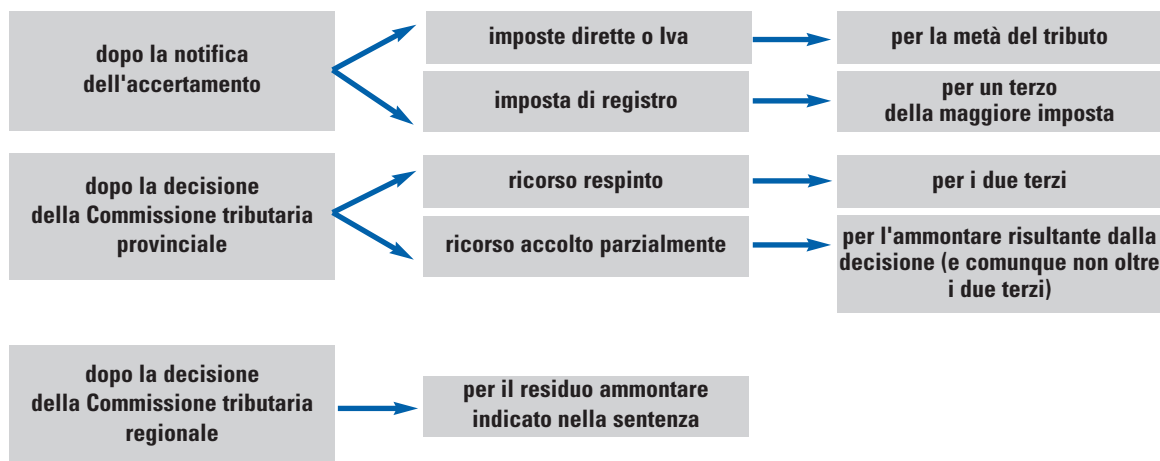 dopo la notifica
dell'accertamento
imposte dirette o Iva
per la metà del tributo
imposta di registro
per un terzo
della maggiore imposta
dopo la decisione
della Commissione tributaria
provinciale
ricorso respinto
per i due terzi
ricorso accolto parzialmente
per l'ammontare risultante dalla
decisione (e comunque non oltre
i due terzi)
dopo la decisione
della Commissione tributaria
regionale
per il residuo ammontare
indicato nella sentenza